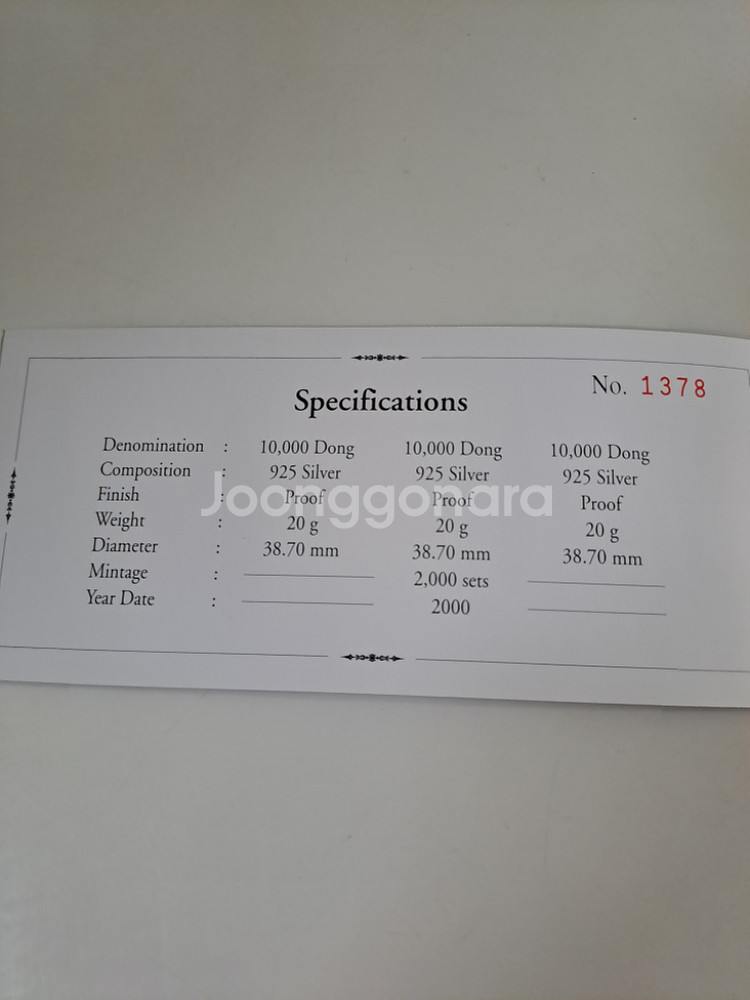 No. 1378
Specifications
Denomination : 10,000 Dong 10,000 Dong 10,000 Dong
Composition : 925 Silver 925 Silver 925 Silver
Finish : Proof Proof Proof
Weight : 20 g 20 g 20 g
Diameter : 38.70 mm 38.70 mm 38.70 mm
Mintage : 2,000 sets
Year Date : 2000
Joonggonara